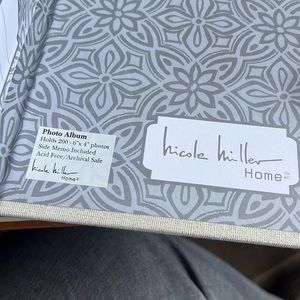 Photo Album
Holds 200 - 6"x 4" photos
Side Memo Included
Acid Free/Archival Safe
nicole miller
Home
nicole miller
Home